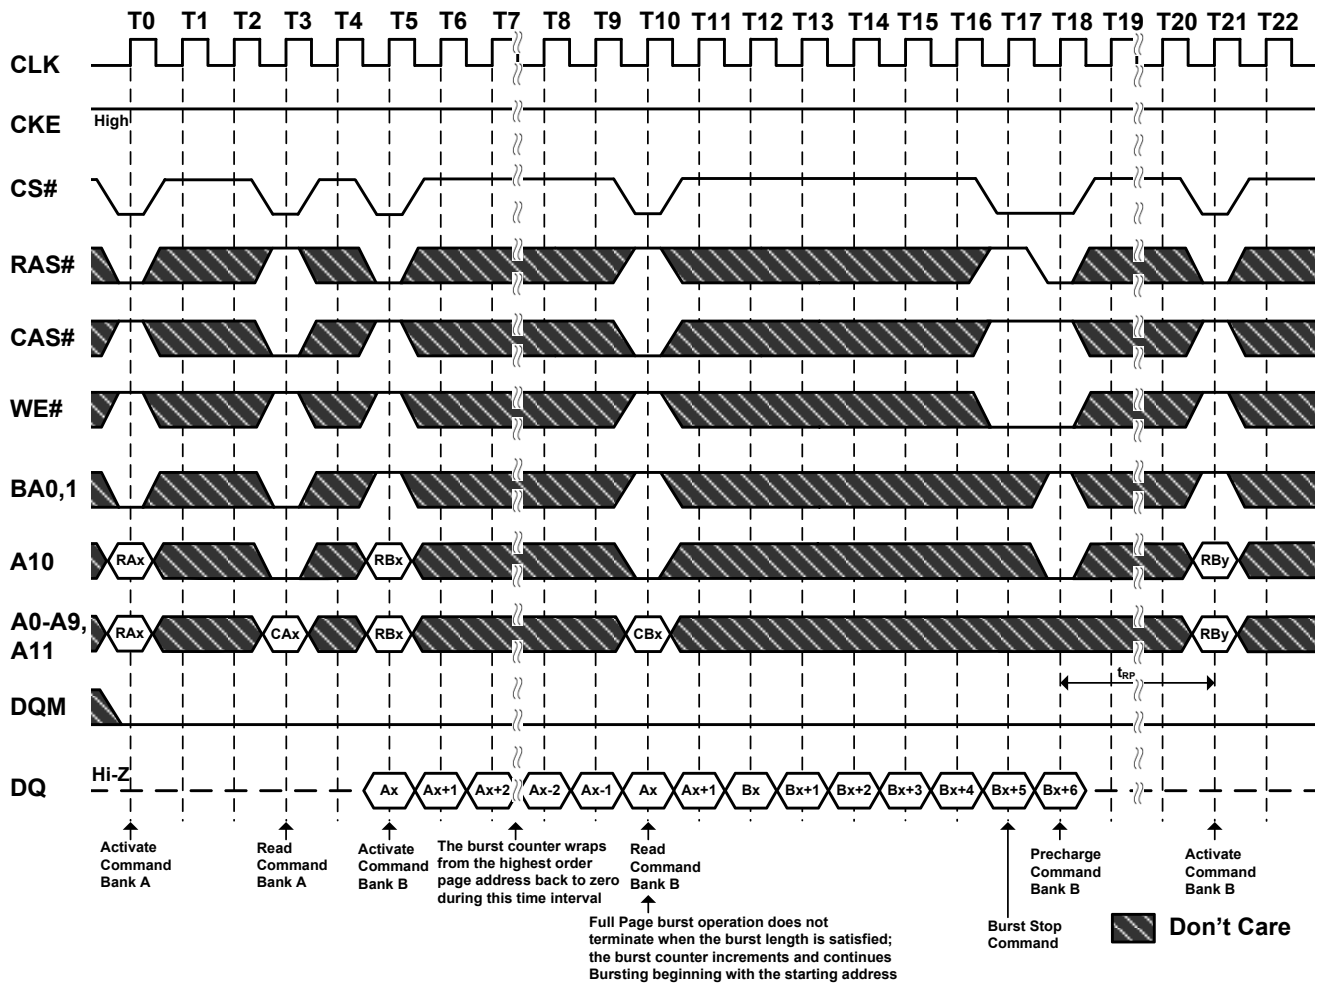 T0 T1 T2 T3 T4 T5 T6 T7 T8 T9 T10 T11 T12 T13 T14 T15 T16 T17 T18 T19 T20 T21 T22
CLK
CKE High
CS#
RAS#
CAS#
WE#
BA0,1
A10 RAx RBx RBy
A0-A9,
A11
RAx CAx RBx CBx RBy
tRP
DQM
Hi-Z
DQ Ax Ax+1 Ax+2 Ax-2 Ax-1 Ax Ax+1 Bx Bx+1 Bx+2 Bx+3 Bx+4 Bx+5 Bx+6
Activate
Command
Bank A
Read
Command
Bank A
Activate
Command
Bank B
The burst counter wraps
from the highest order
page address back to zero
during this time interval
Read
Command
Bank B
Full Page burst operation does not
terminate when the burst length is satisfied;
the burst counter increments and continues
Bursting beginning with the starting address
Burst Stop
Command
Precharge
Command
Bank B
Activate
Command
Bank B
Don't Care